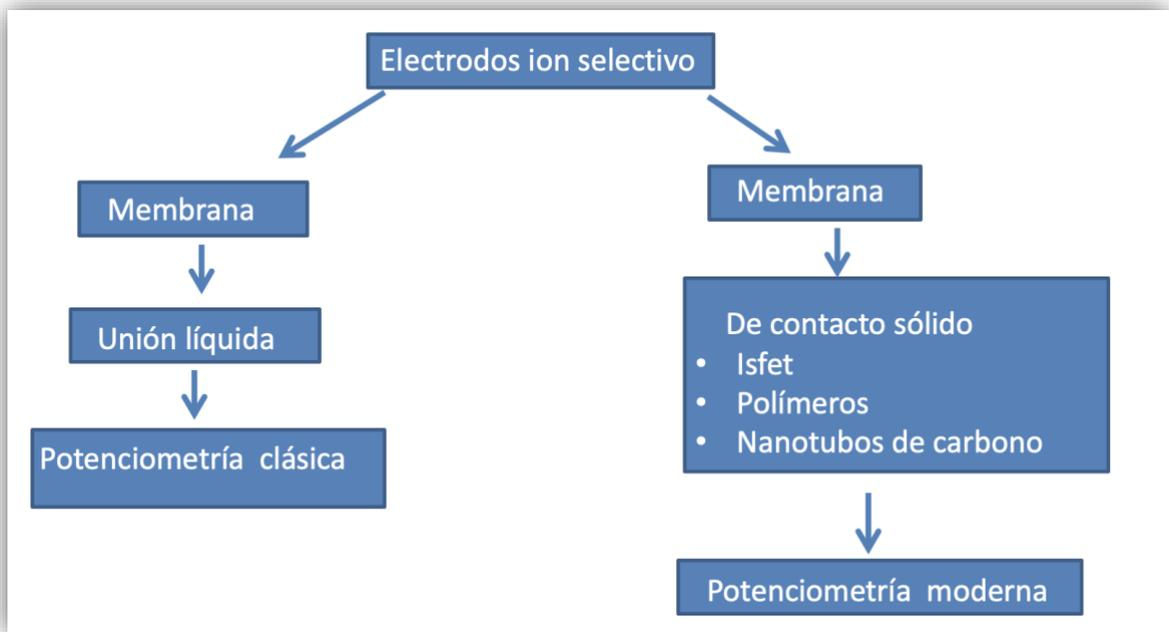 Electrodos ion selectivo
Membrana
Unión líquida
Potenciometría clásica
Membrana
De contacto sólido
• Isfet
• Polímeros
• Nanotubos de carbono
Potenciometría moderna